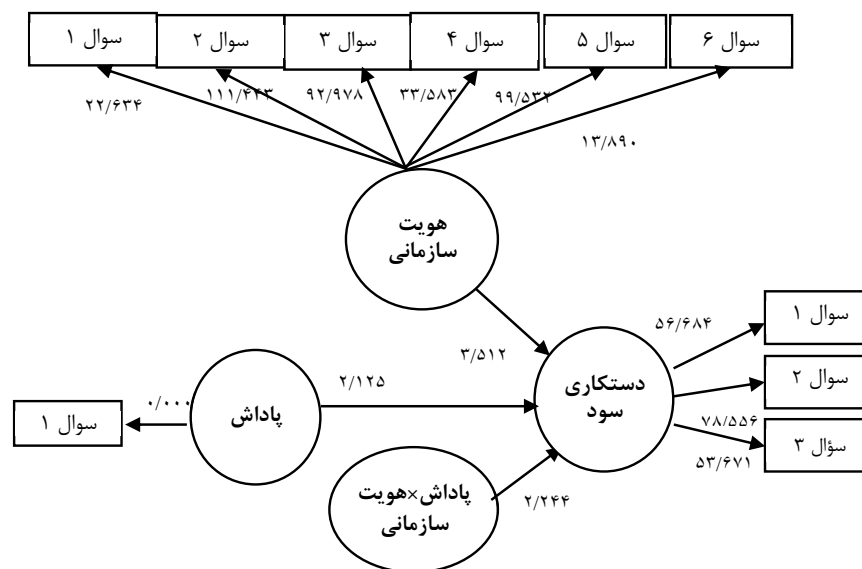 سوال ۱
سوال ۲
سوال ۳
سوال ۴
سوال ۵
سوال ۶
۲۲/۶۳۴
۱۱۱/۴۴۳
۹۲/۹۷۸
۳۳/۵۸۳
۹۹/۵۳۲
۱۳/۸۹۰
هویت
سازمانی
۳/۵۱۲
۵۶/۶۸۴
سوال ۱
سوال ۲
۷۸/۵۵۶
سؤال ۳
۵۳/۶۷۱
دستکاری
سود
۲/۱۲۵
پاداش
۰/۰۰۰
سوال ۱
پاداش×هویت
سازمانی
۲/۲۴۴